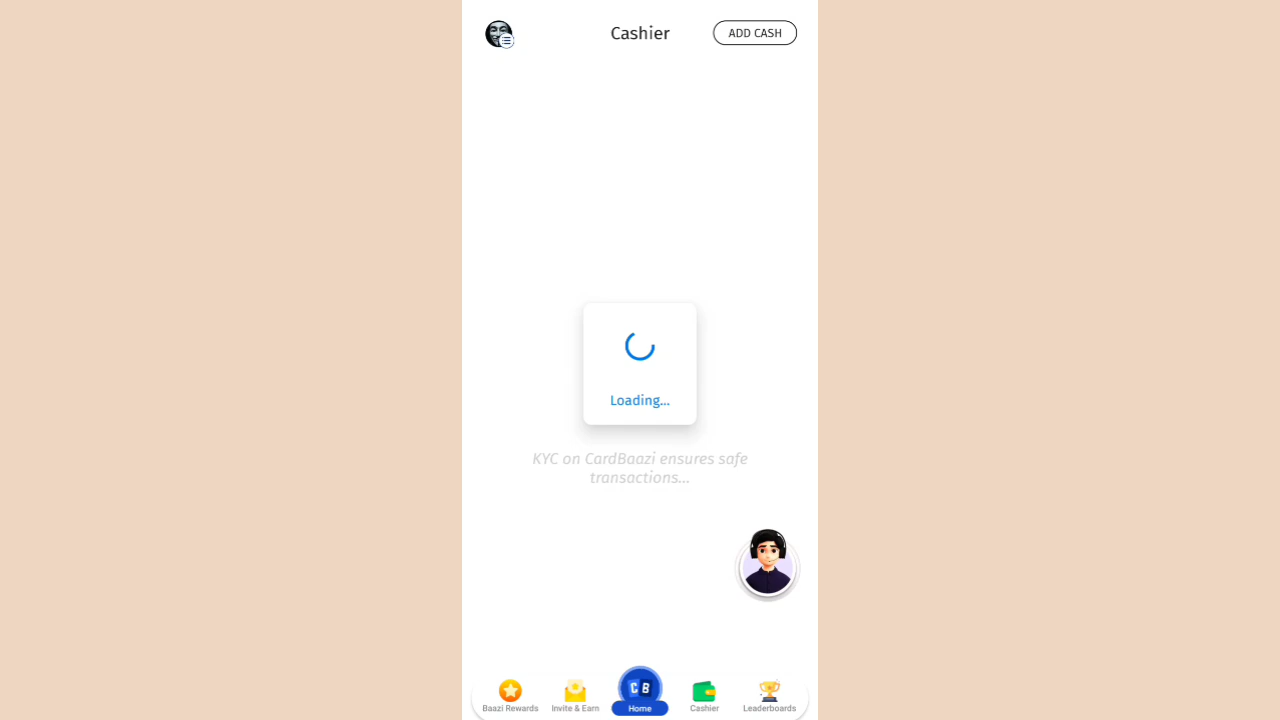 Cashier
ADD CASH
Loading...
KYC on CardBaazi ensures safe
transactions...
CB
Baazi Rewards
Invite & Earn
Home
Cashier
Leaderboards